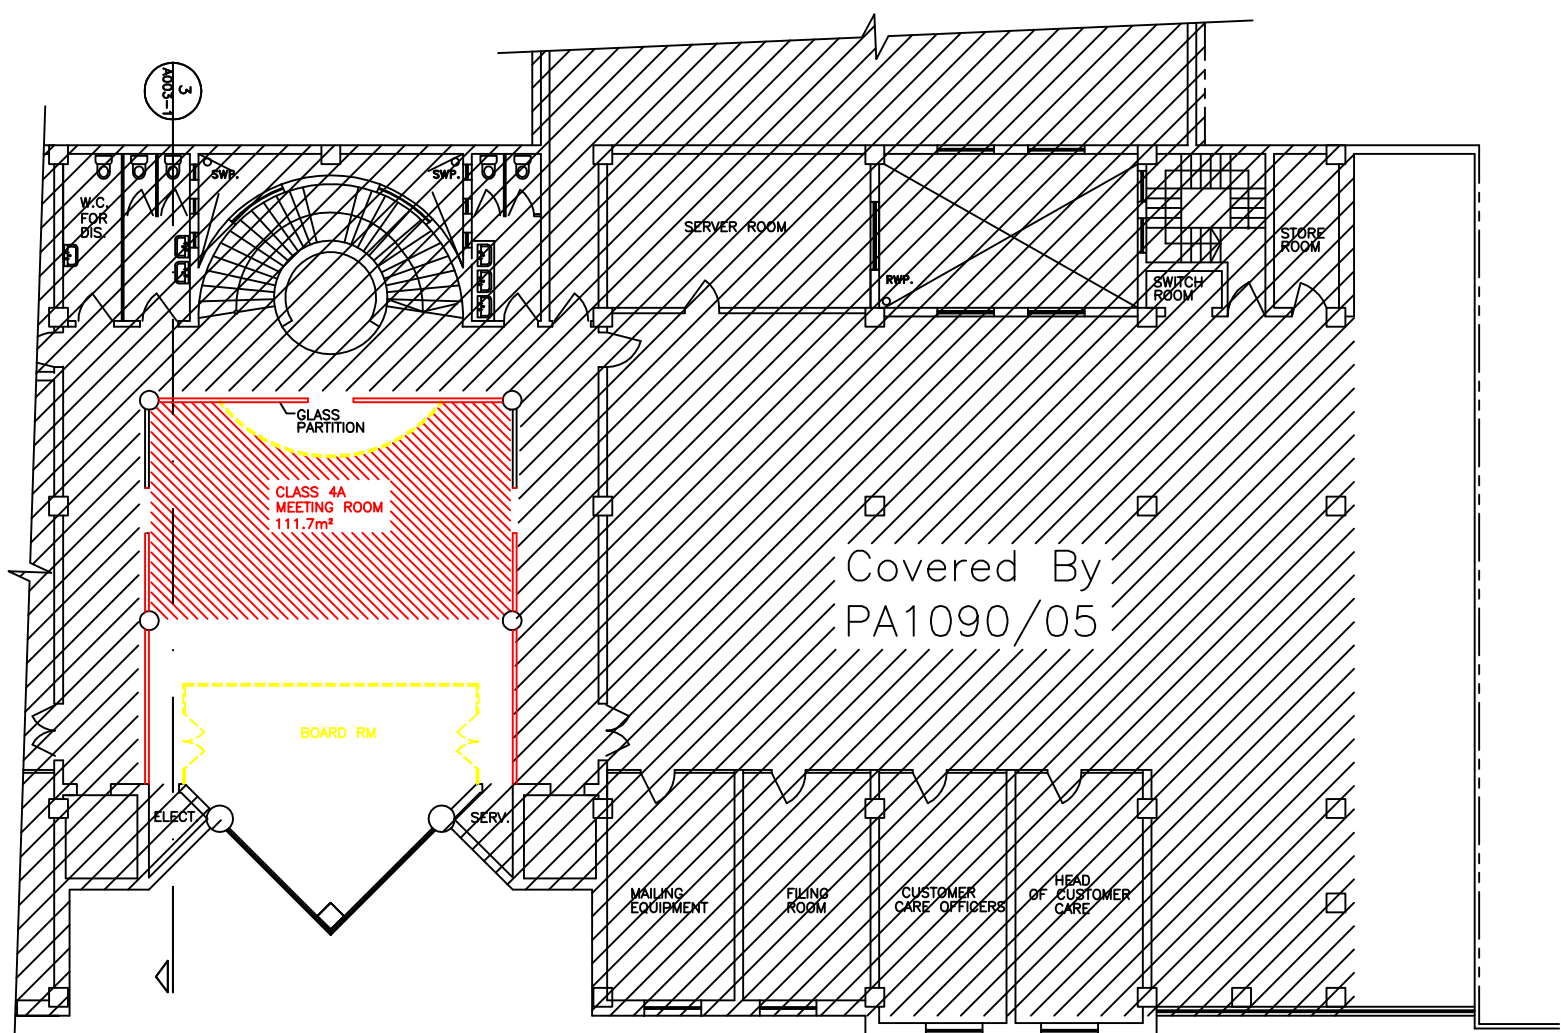 3
A003-1
W.C.
FOR
DIS.
SWP.
SWP.
SERVER ROOM
RWP.
STORE
ROOM
SWITCH
ROOM
GLASS
PARTITION
CLASS 4A
MEETING ROOM
111.7m²
Covered By
PA1090/05
BOARD RM
ELECT
SERV.
MAILING
EQUIPMENT
FILING
ROOM
CUSTOMER
CARE OFFICERS
HEAD
OF CUSTOMER
CARE